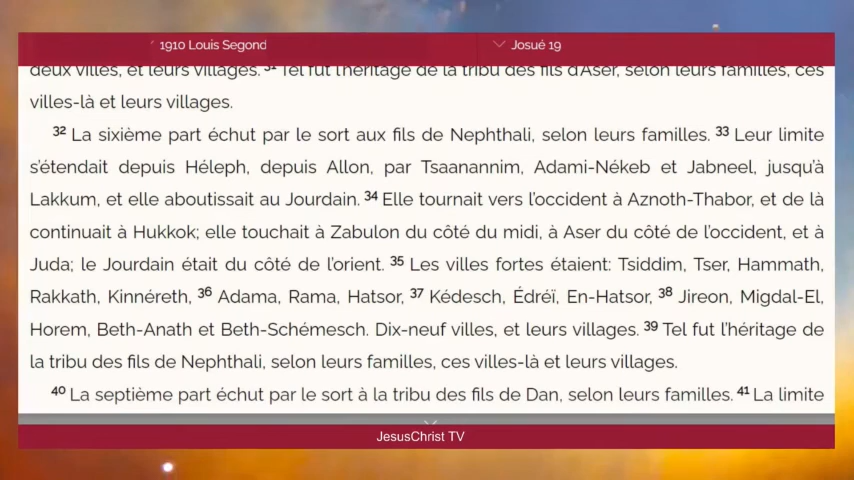 1910 Louis Segond
Josué 19
deux villes, et leurs villages. 31 Tel fut l'héritage de la tribu des fils d'Aser, selon leurs familles, ces
villes-là et leurs villages.
32 La sixième part échut par le sort aux fils de Nephthali, selon leurs familles. 33 Leur limite
s'étendait depuis Héleph, depuis Allon, par Tsaanannim, Adami-Nékeb et Jabneel, jusqu'à
Lakkum, et elle aboutissait au Jourdain. 34 Elle tournait vers l'occident à Aznoth-Thabor, et de là
continuait à Hukkok; elle touchait à Zabulon du côté du midi, à Aser du côté de l'occident, et à
Juda; le Jourdain était du côté de l'orient. 35 Les villes fortes étaient: Tsiddim, Tser, Hammath,
Rakkath, Kinnéreth, 36 Adama, Rama, Hatsor, 37 Kédesch, Édréï, En-Hatsor, 38 Jireon, Migdal-El,
Horem, Beth-Anath et Beth-Schémesch. Dix-neuf villes, et leurs villages. 39 Tel fut l'héritage de
la tribu des fils de Nephthali, selon leurs familles, ces villes-là et leurs villages.
40 La septième part échut par le sort à la tribu des fils de Dan, selon leurs familles. 41 La limite
JesusChrist TV